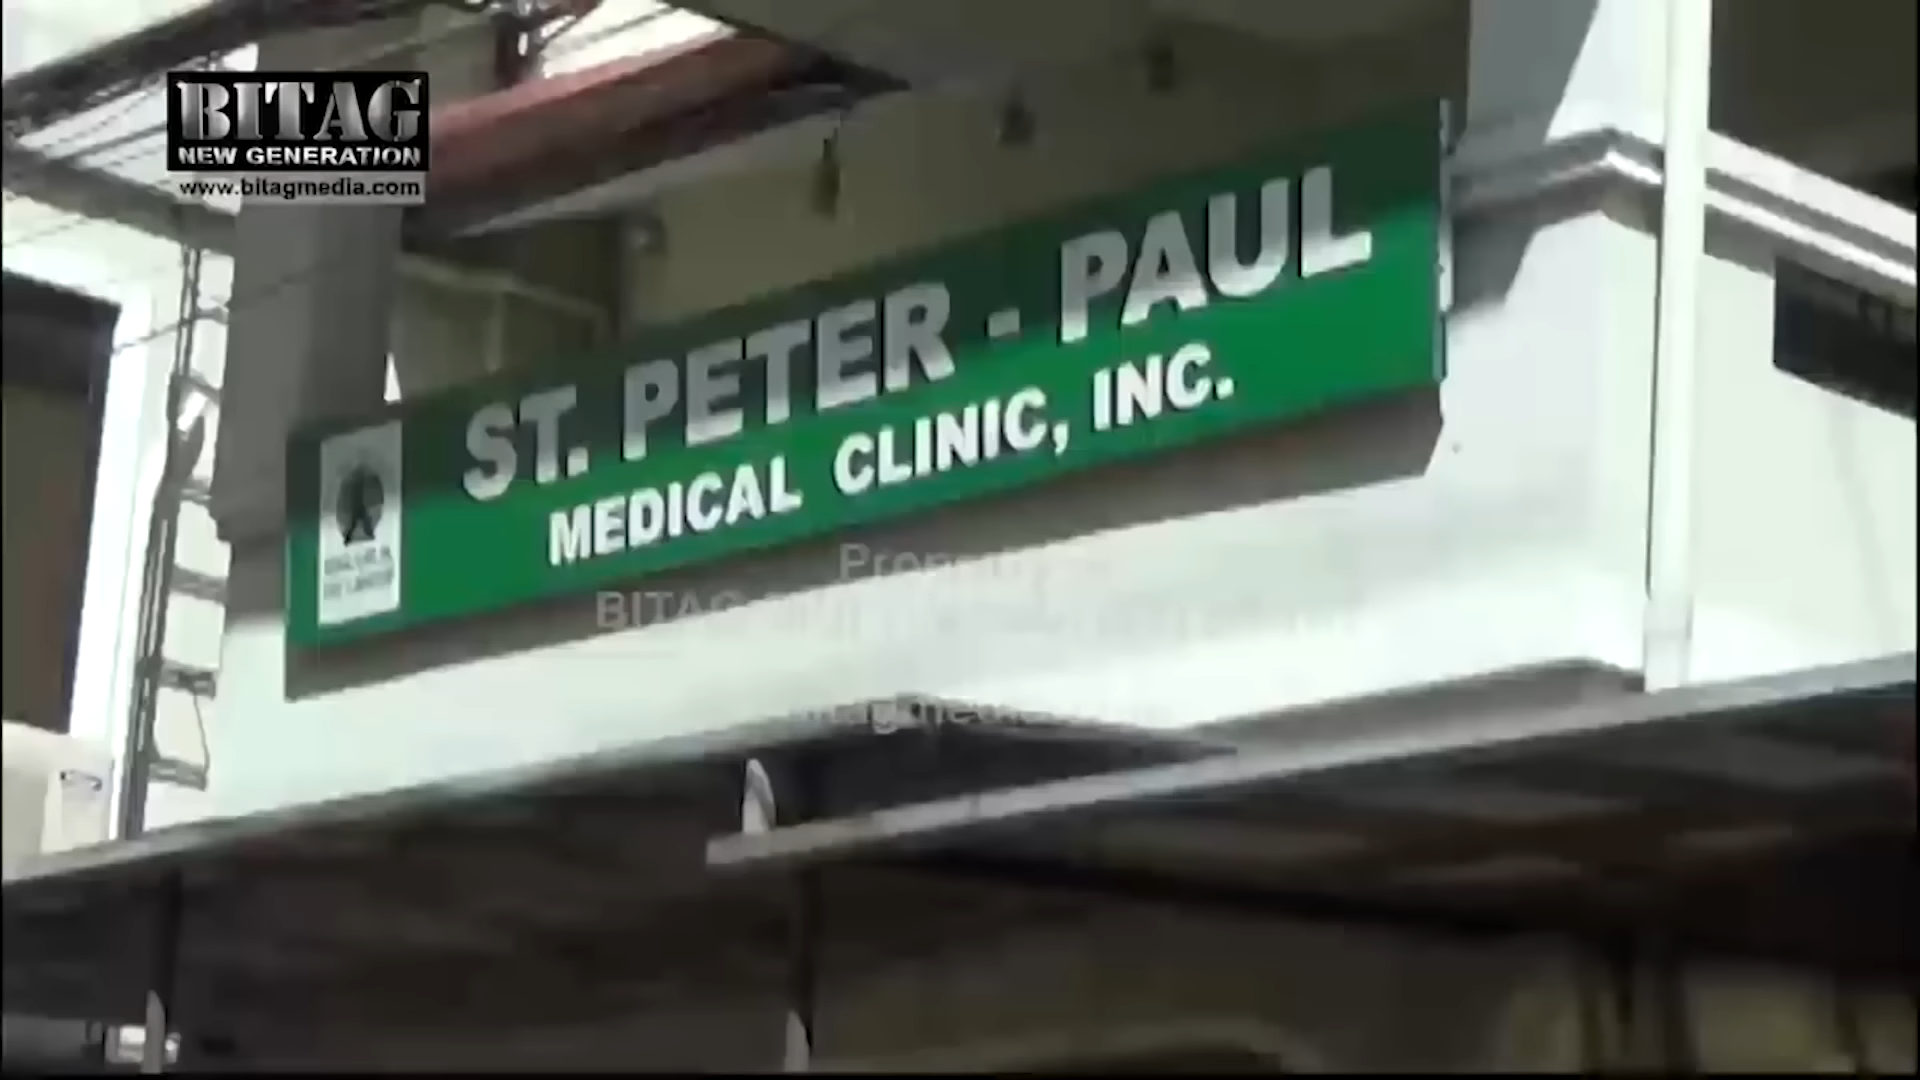 BITAG
NEW GENERATION
www.bitagmedia.com
ST. PETER - PAUL
MEDICAL CLINIC, INC.